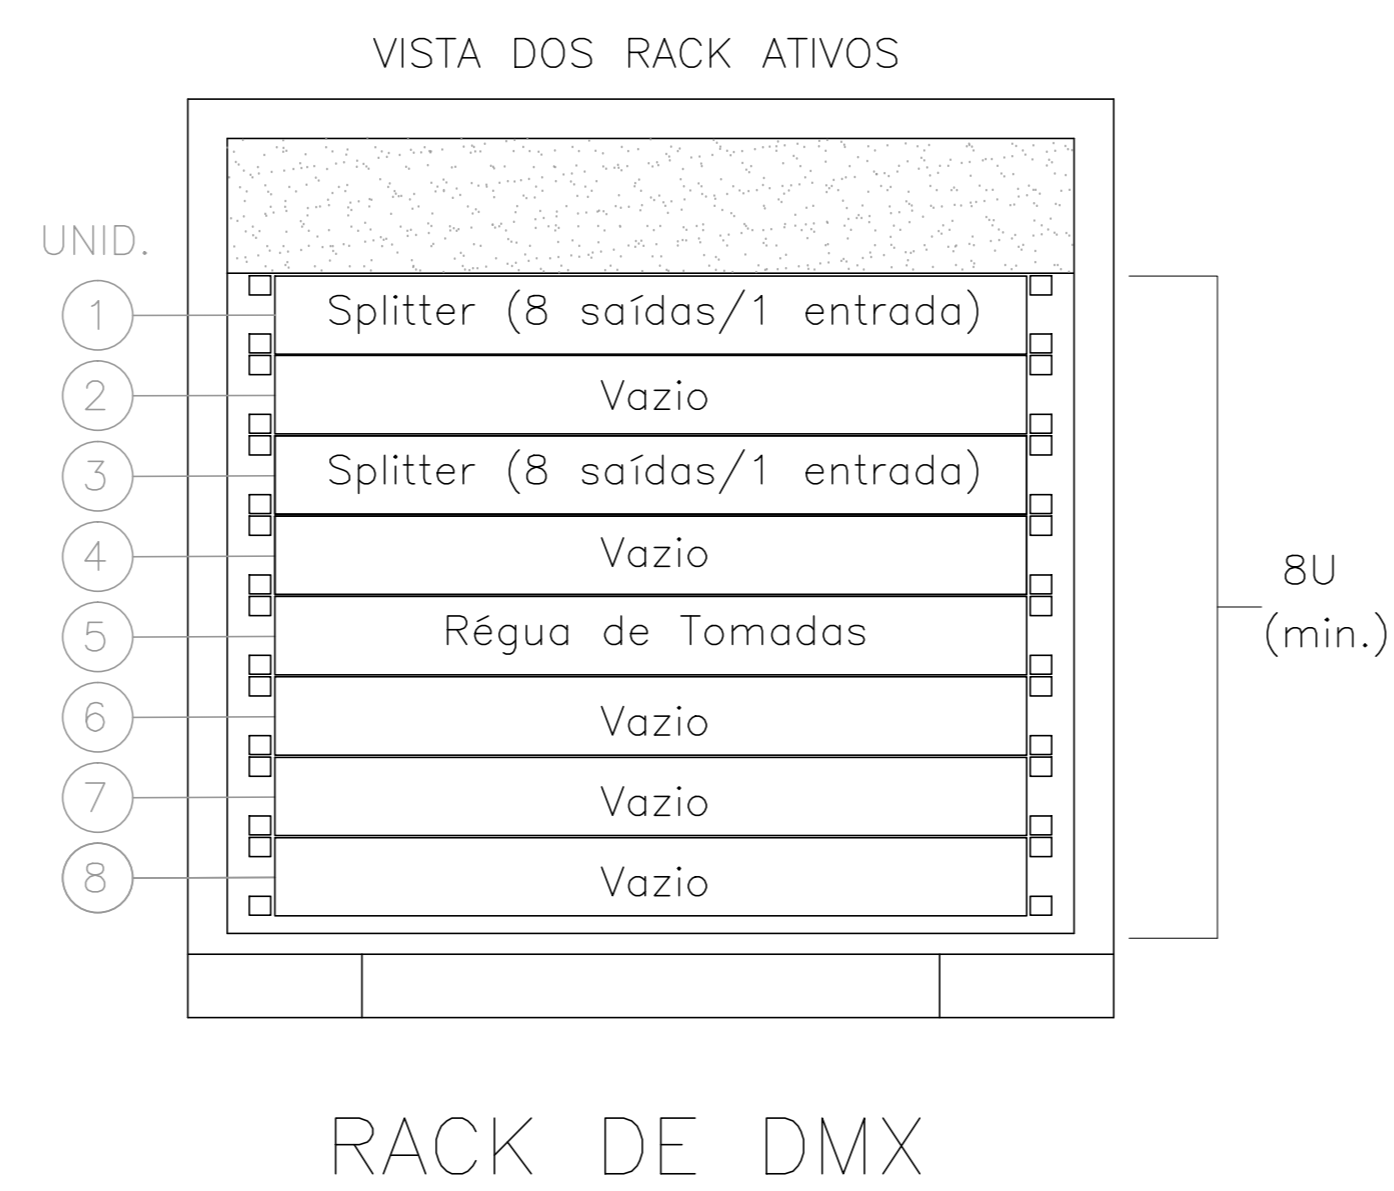 VISTA DOS RACK ATIVOS
UNID.
1 Splitter (8 saídas/1 entrada)
2 Vazio
3 Splitter (8 saídas/1 entrada)
4 Vazio
5 Régua de Tomadas
6 Vazio
7 Vazio
8 Vazio
8U
(min.)
RACK DE DMX